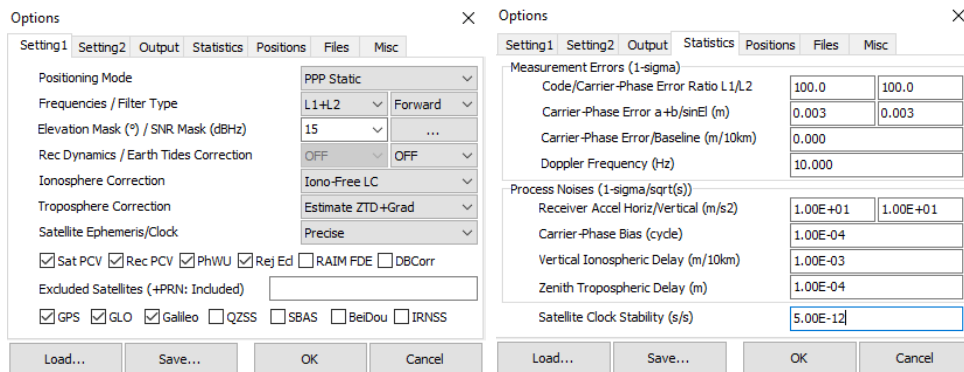 Options
Setting1 Setting2 Output Statistics Positions Files Misc
Positioning Mode PPP Static
Frequencies / Filter Type L1+L2 Forward
Elevation Mask (°) / SNR Mask (dBHz) 15 ...
Rec Dynamics / Earth Tides Correction OFF OFF
Ionosphere Correction Iono-Free LC
Troposphere Correction Estimate ZTD+Grad
Satellite Ephemeris/Clock Precise
Sat PCV Rec PCV PhWU Rej Ecl RAIM FDE DBCorr
Excluded Satellites (+PRN: Included)
GPS GLO Galileo QZSS SBAS BeiDou IRNSS
Load... Save... OK Cancel
Options
Setting1 Setting2 Output Statistics Positions Files Misc
Measurement Errors (1-sigma)
Code/Carrier-Phase Error Ratio L1/L2 100.0 100.0
Carrier-Phase Error a+b/sinEl (m) 0.003 0.003
Carrier-Phase Error/Baseline (m/10km) 0.000
Doppler Frequency (Hz) 10.000
Process Noises (1-sigma/sqrt(s))
Receiver Accel Horiz/Vertical (m/s2) 1.00E+01 1.00E+01
Carrier-Phase Bias (cycle) 1.00E-04
Vertical Ionospheric Delay (m/10km) 1.00E-03
Zenith Tropospheric Delay (m) 1.00E-04
Satellite Clock Stability (s/s) 5.00E-12
Load... Save... OK Cancel